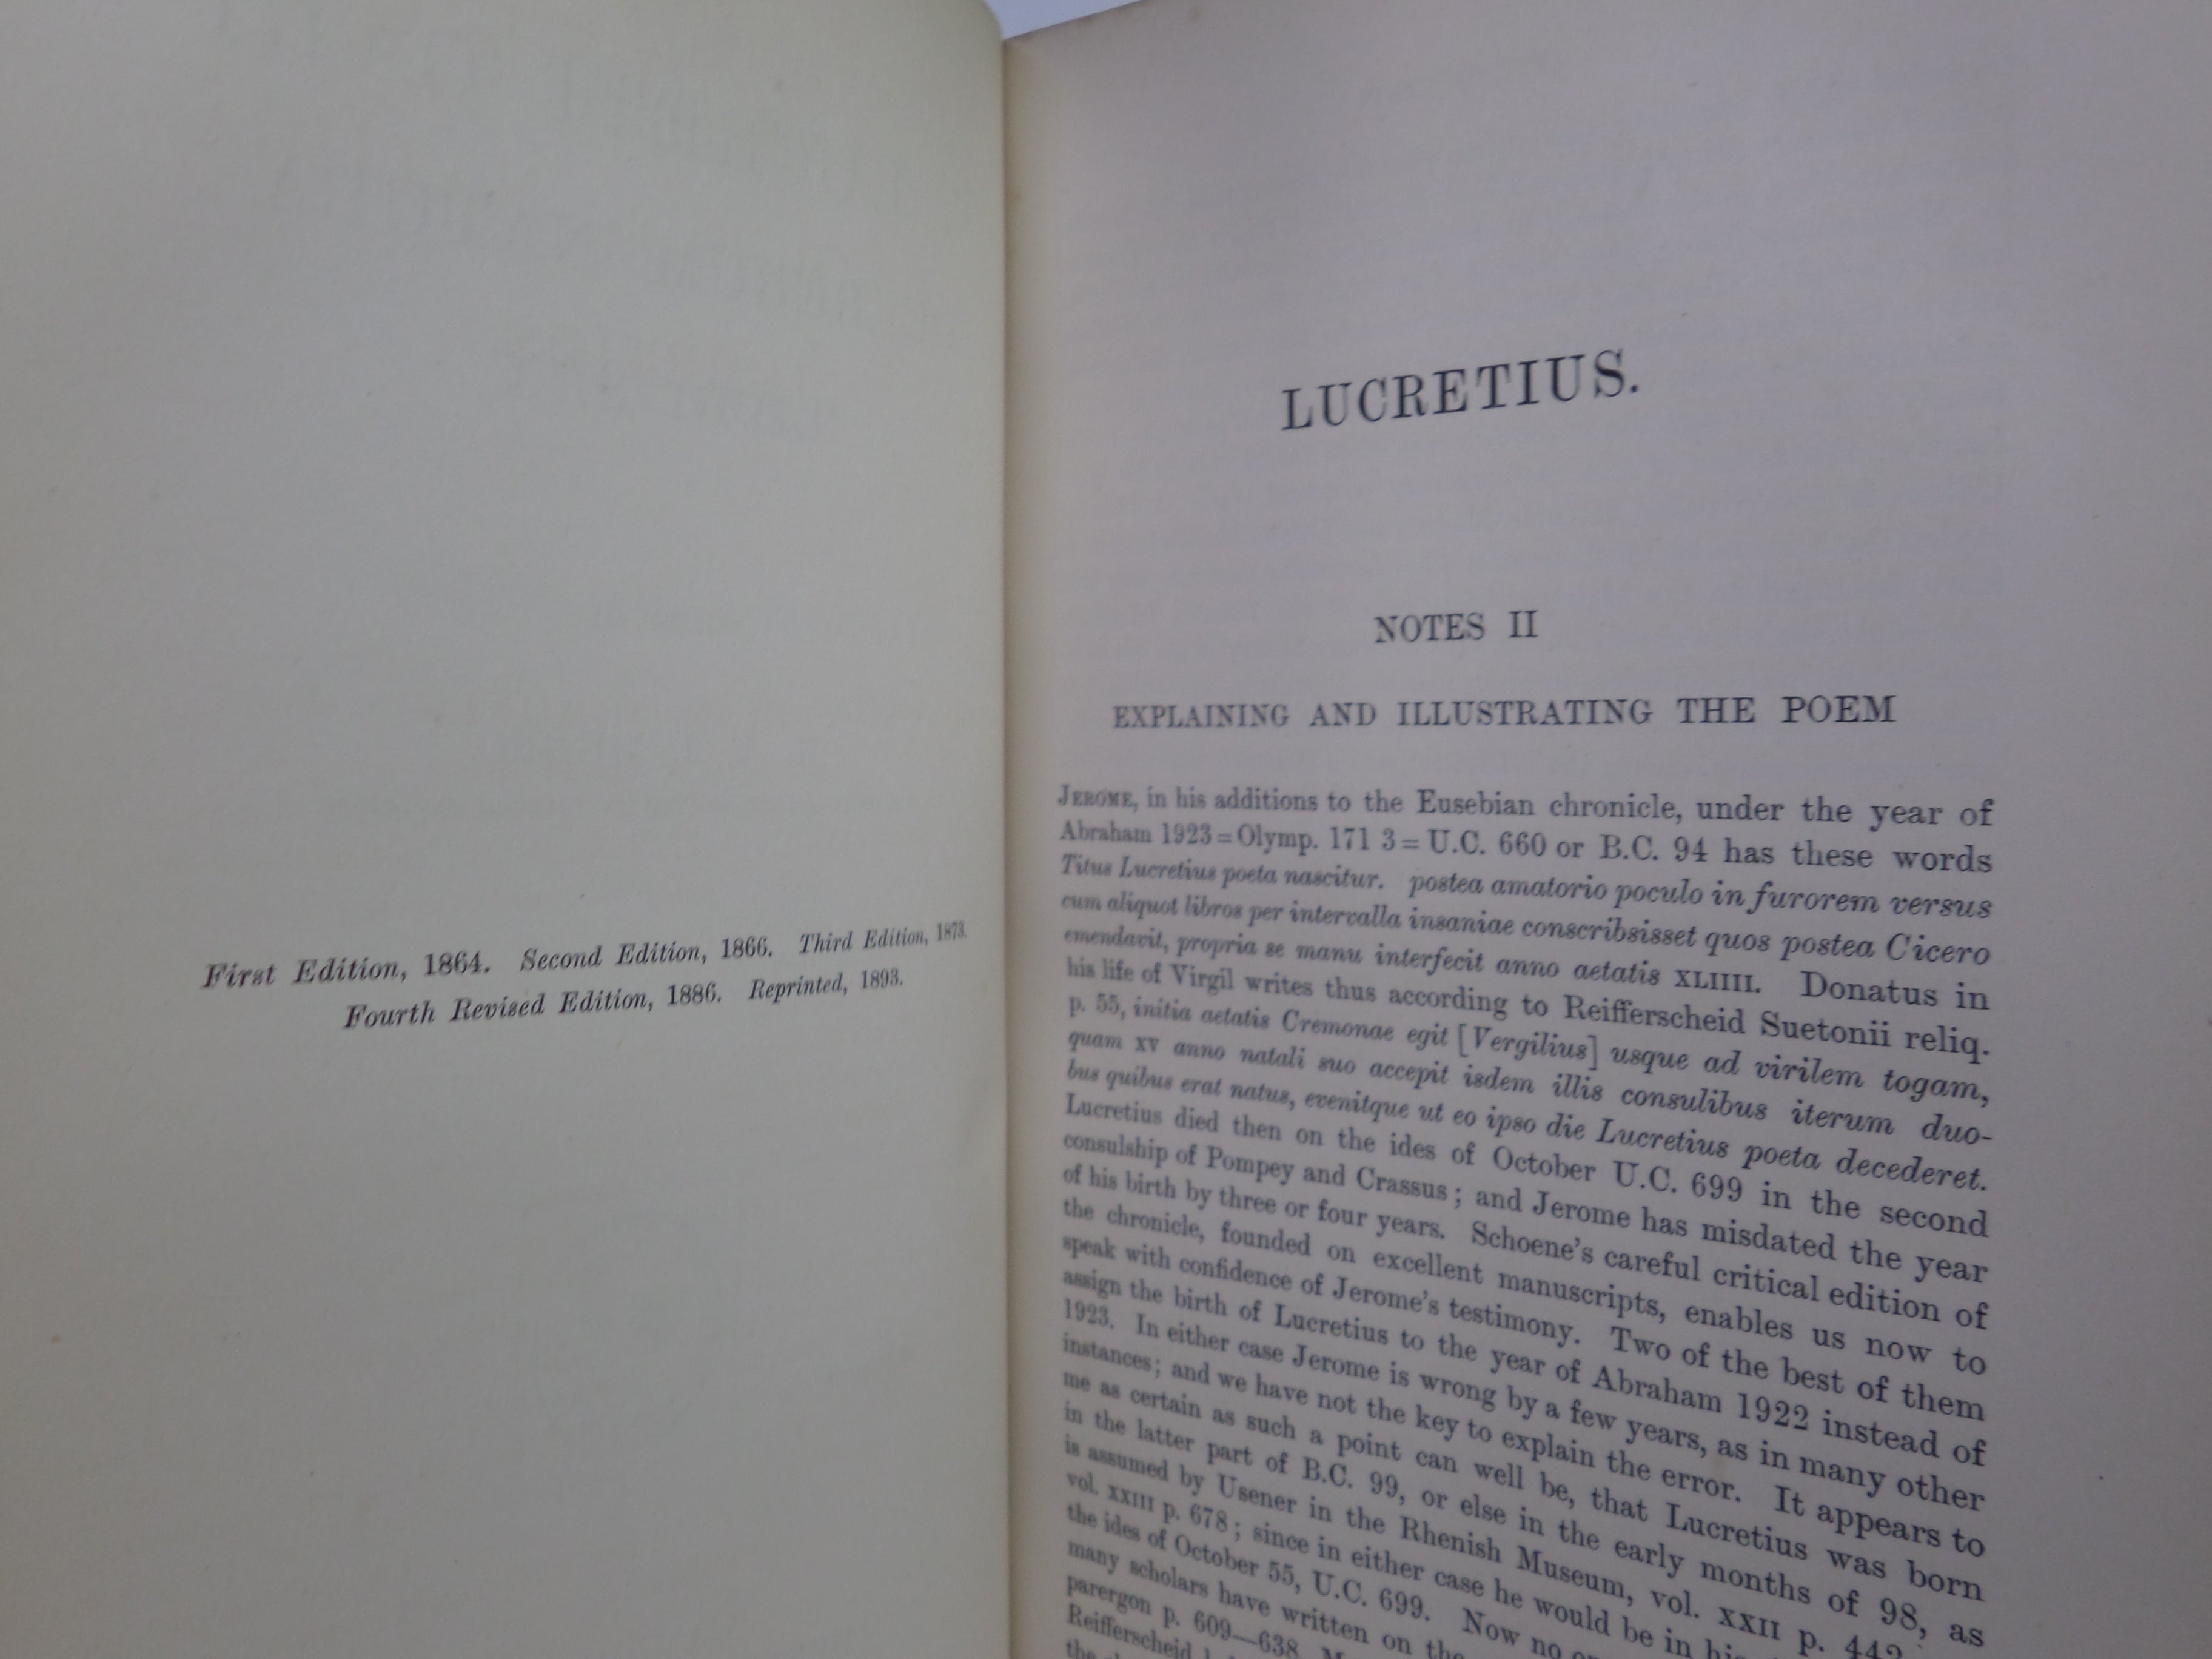 First Edition, 1864. Second Edition, 1866. Third Edition, 1873.
Fourth Revised Edition, 1886. Reprinted, 1893.
LUCRETIUS.
NOTES II
EXPLAINING AND ILLUSTRATING THE POEM
JEROME, in his additions to the Eusebian chronicle, under the year of
Abraham 1923 = Olymp. 171 3 = U.C. 660 or B.C. 94 has these words
Titus Lucretius poeta nascitur. postea amatorio poculo in furorem versus
cum aliquot libros per intervalla insaniae conscribsisset quos postea Cicero
emendavit, propria se manu interfecit anno aetatis XLIIII. Donatus in
his life of Virgil writes thus according to Reifferscheid Suetonii reliq.
p. 55, initia aetatis Cremonae egit [Vergilius] usque ad virilem togam,
quam xv anno natali suo accepit isdem illis consulibus iterum duo-
bus quibus erat natus, evenitque ut eo ipso die Lucretius poeta decederet.
Lucretius died then on the ides of October U.C. 699 in the second
consulship of Pompey and Crassus; and Jerome has misdated the year
of his birth by three or four years. Schoene's careful critical edition of
the chronicle, founded on excellent manuscripts, enables us now to
speak with confidence of Jerome's testimony. Two of the best of them
assign the birth of Lucretius to the year of Abraham 1922 instead of
1923. In either case Jerome is wrong by a few years, as in many other
instances; and we have not the key to explain the error. It appears to
me as certain as such a point can well be, that Lucretius was born
in the latter part of B.C. 99, or else in the early months of 98, as
is assumed by Usener in the Rhenish Museum, vol. XXII p. 442
vol. XXIII p. 678; since in either case he would be in his
the ides of October 55, U.C. 699. Now no
many scholars have written on the
parergon p. 609—638
Reifferscheid
the